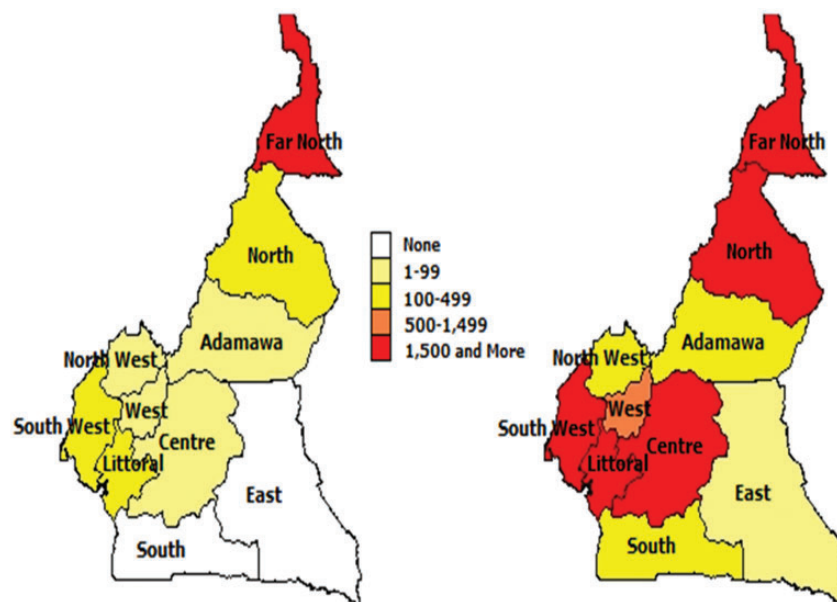 Far North
North
Adamawa
North West
West
South West
Centre
Littoral
East
South
None
1-99
100-499
500-1,499
1,500 and More
Far North
North
Adamawa
North West
West
South West
Centre
Littoral
East
South